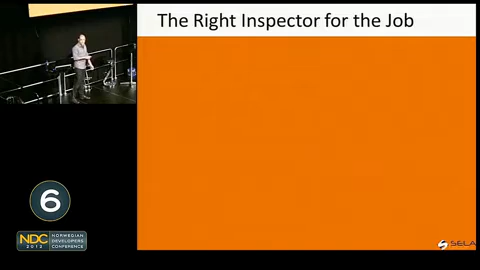 The Right Inspector for the Job
6
NDC
2012
NORWEGIAN
DEVELOPERS
CONFERENCE
SELA